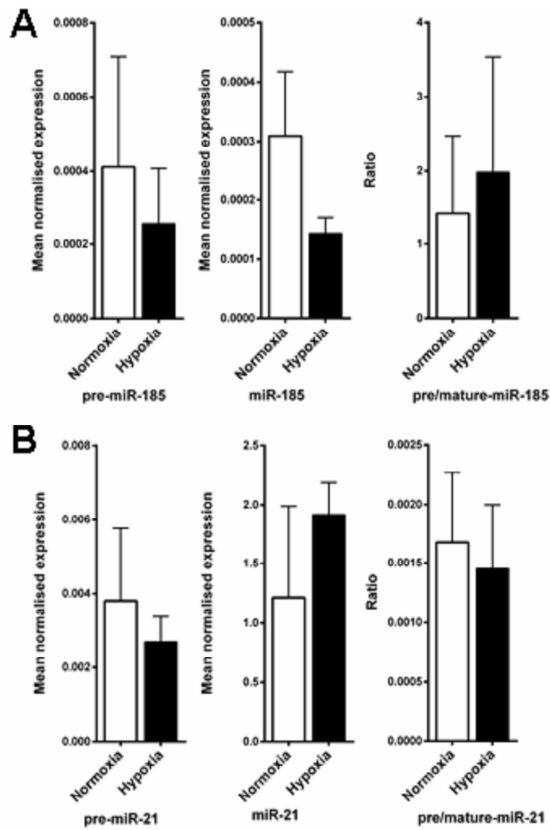 A
Mean normalised expression
0.0008
0.0006
0.0004
0.0002
0.0000
Normoxia
Hypoxia
pre-miR-185
Mean normalised expression
0.0005
0.0004
0.0003
0.0002
0.0001
0.0000
Normoxia
Hypoxia
miR-185
Ratio
4
3
2
1
0
Normoxia
Hypoxia
pre/mature-miR-185
B
Mean normalised expression
0.008
0.006
0.004
0.002
0.000
Normoxia
Hypoxia
pre-miR-21
Mean normalised expression
2.5
2.0
1.5
1.0
0.5
0.0
Normoxia
Hypoxia
miR-21
Ratio
0.0025
0.0020
0.0015
0.0010
0.0005
0.0000
Normoxia
Hypoxia
pre/mature-miR-21